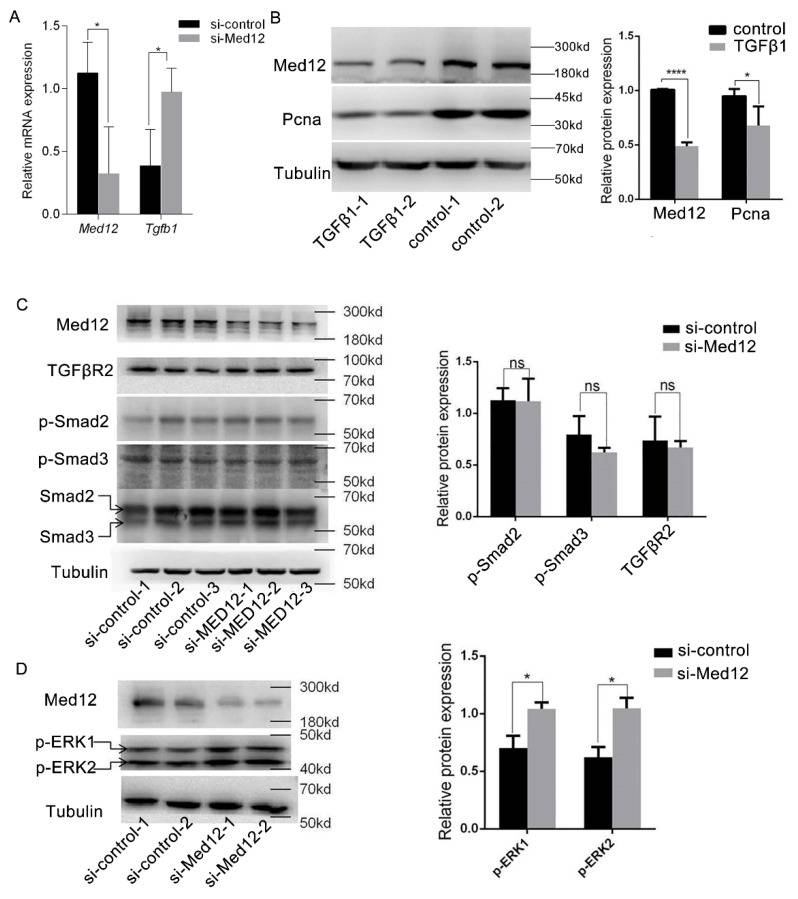 A
si-control
si-Med12
Relative mRNA expression
1.5
1.0
0.5
0.0
*
*
Med12
Tgfb1
B
Med12
Pcna
Tubulin
300kd
180kd
45kd
30kd
70kd
50kd
TGFβ1-1
TGFβ1-2
control-1
control-2
control
TGFβ1
Relative protein expression
1.5
1.0
0.5
0.0
****
*
Med12
Pcna
C
Med12
TGFβR2
p-Smad2
p-Smad3
Smad2
Smad3
Tubulin
300kd
180kd
100kd
70kd
70kd
50kd
70kd
50kd
70kd
50kd
70kd
50kd
si-control-1
si-control-2
si-control-3
si-MED12-1
si-MED12-2
si-MED12-3
si-control
si-Med12
Relative protein expression
1.5
1.0
0.5
0.0
ns
ns
ns
p-Smad2
p-Smad3
TGFβR2
D
Med12
p-ERK1
p-ERK2
Tubulin
300kd
180kd
50kd
40kd
70kd
50kd
si-control-1
si-control-2
si-Med12-1
si-Med12-2
si-control
si-Med12
Relative protein expression
1.5
1.0
0.5
0.0
*
*
p-ERK1
p-ERK2